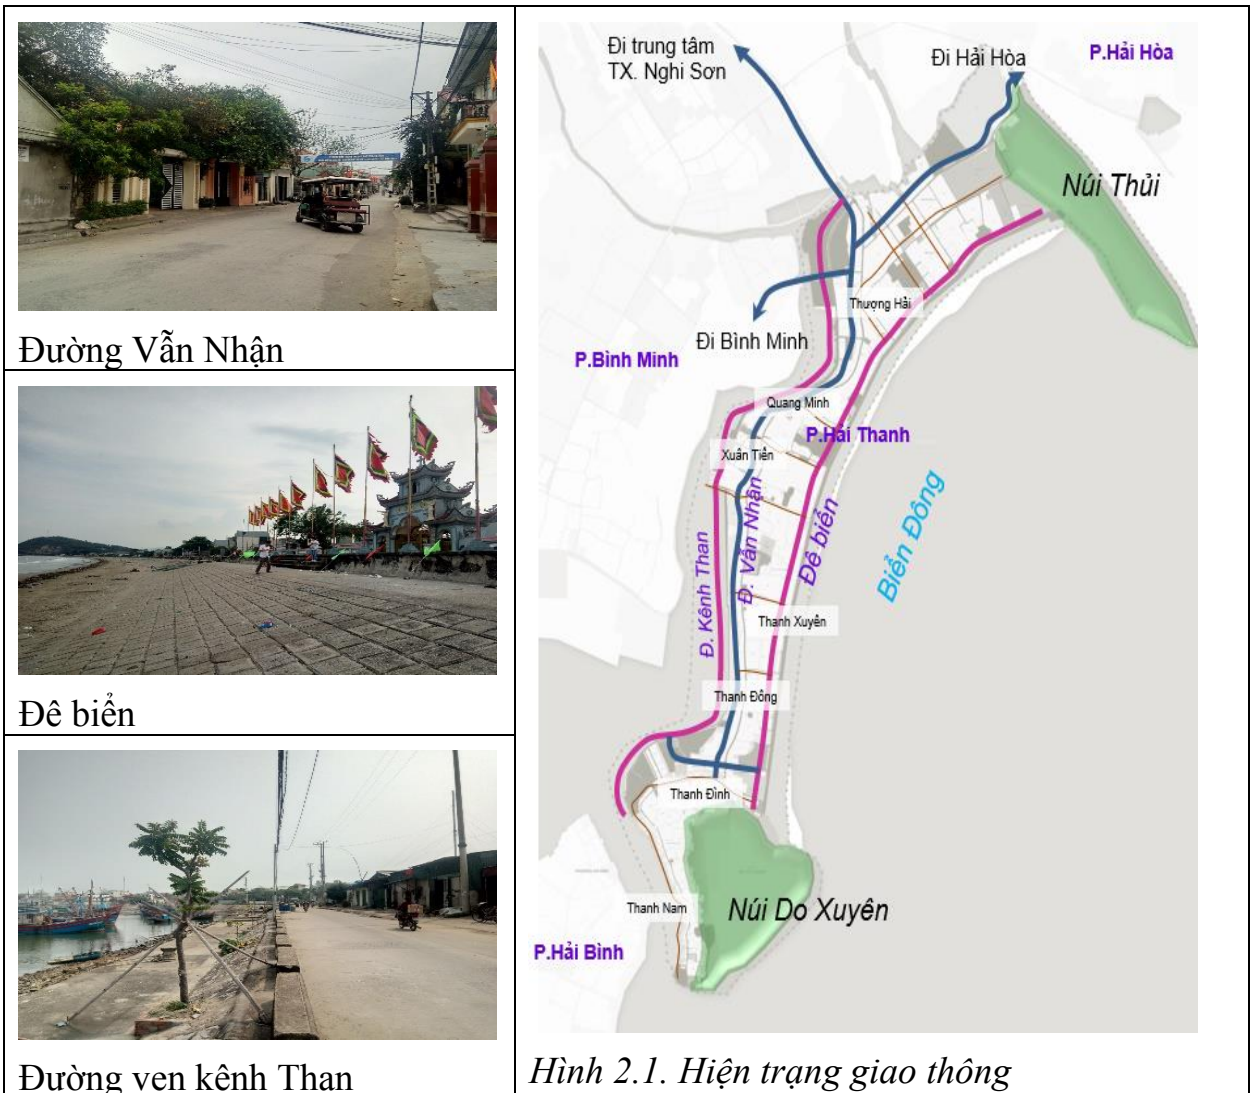 Đường Vẫn Nhận
Đê biển
Đường ven kênh Than
Đi trung tâm
TX. Nghi Sơn
Đi Hải Hòa
P.Hải Hòa
Núi Thủi
Thượng Hải
Đi Bình Minh
P.Bình Minh
Quang Minh
P.Hải Thanh
Xuân Tiến
Đ. Kênh Than
Đ. Vẫn Nhận
Đê biển
Biển Đông
Thanh Xuyên
Thanh Đông
Thanh Đình
Thanh Nam
Núi Do Xuyên
P.Hải Bình
Hình 2.1. Hiện trạng giao thông